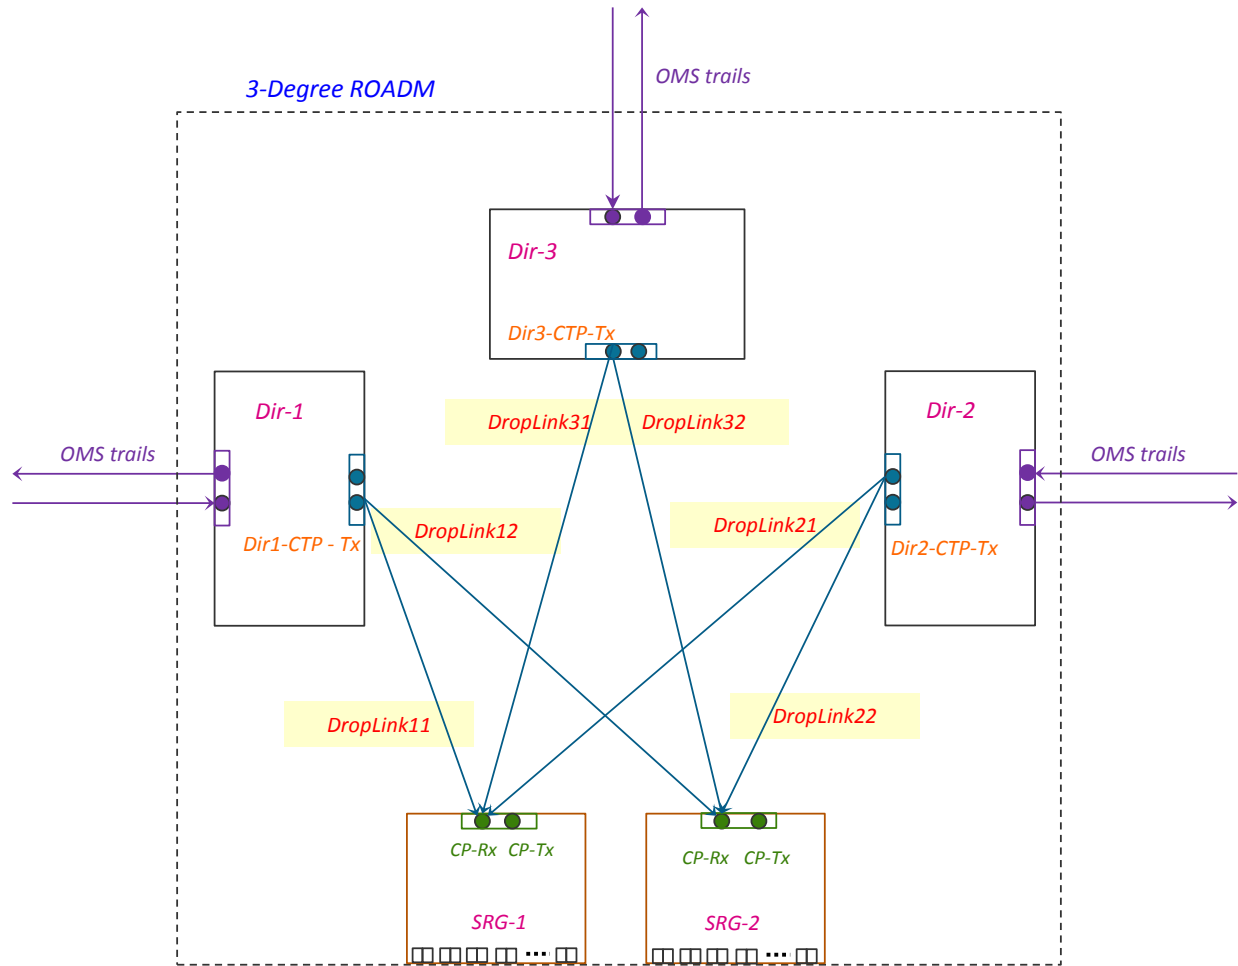 OMS trails
3-Degree ROADM
Dir-3
Dir3-CTP-Tx
Dir-1
Dir-2
DropLink31
DropLink32
OMS trails
OMS trails
DropLink12
DropLink21
Dir1-CTP - Tx
Dir2-CTP-Tx
DropLink11
DropLink22
CP-Rx CP-Tx
CP-Rx CP-Tx
SRG-1
SRG-2